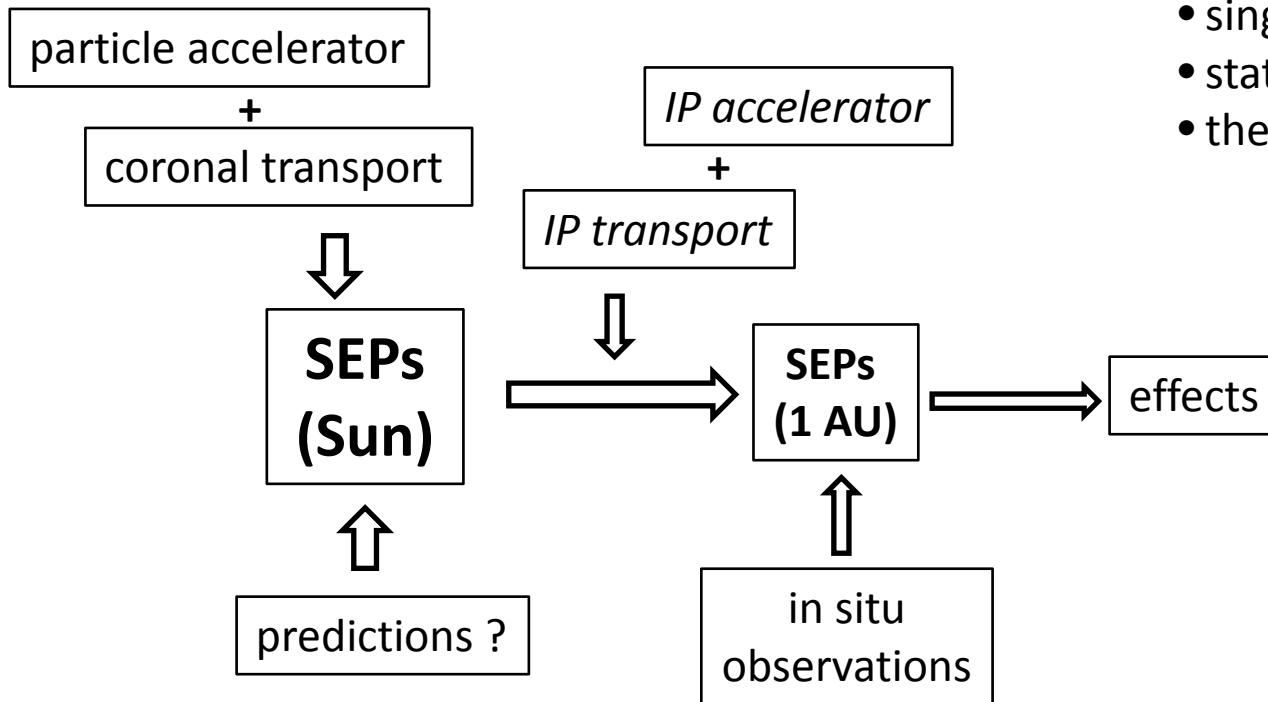 particle accelerator
+
coronal transport
IP accelerator
+
IP transport
SEPs
(Sun)
SEPs
(1 AU)
effects
predictions ?
in situ
observations